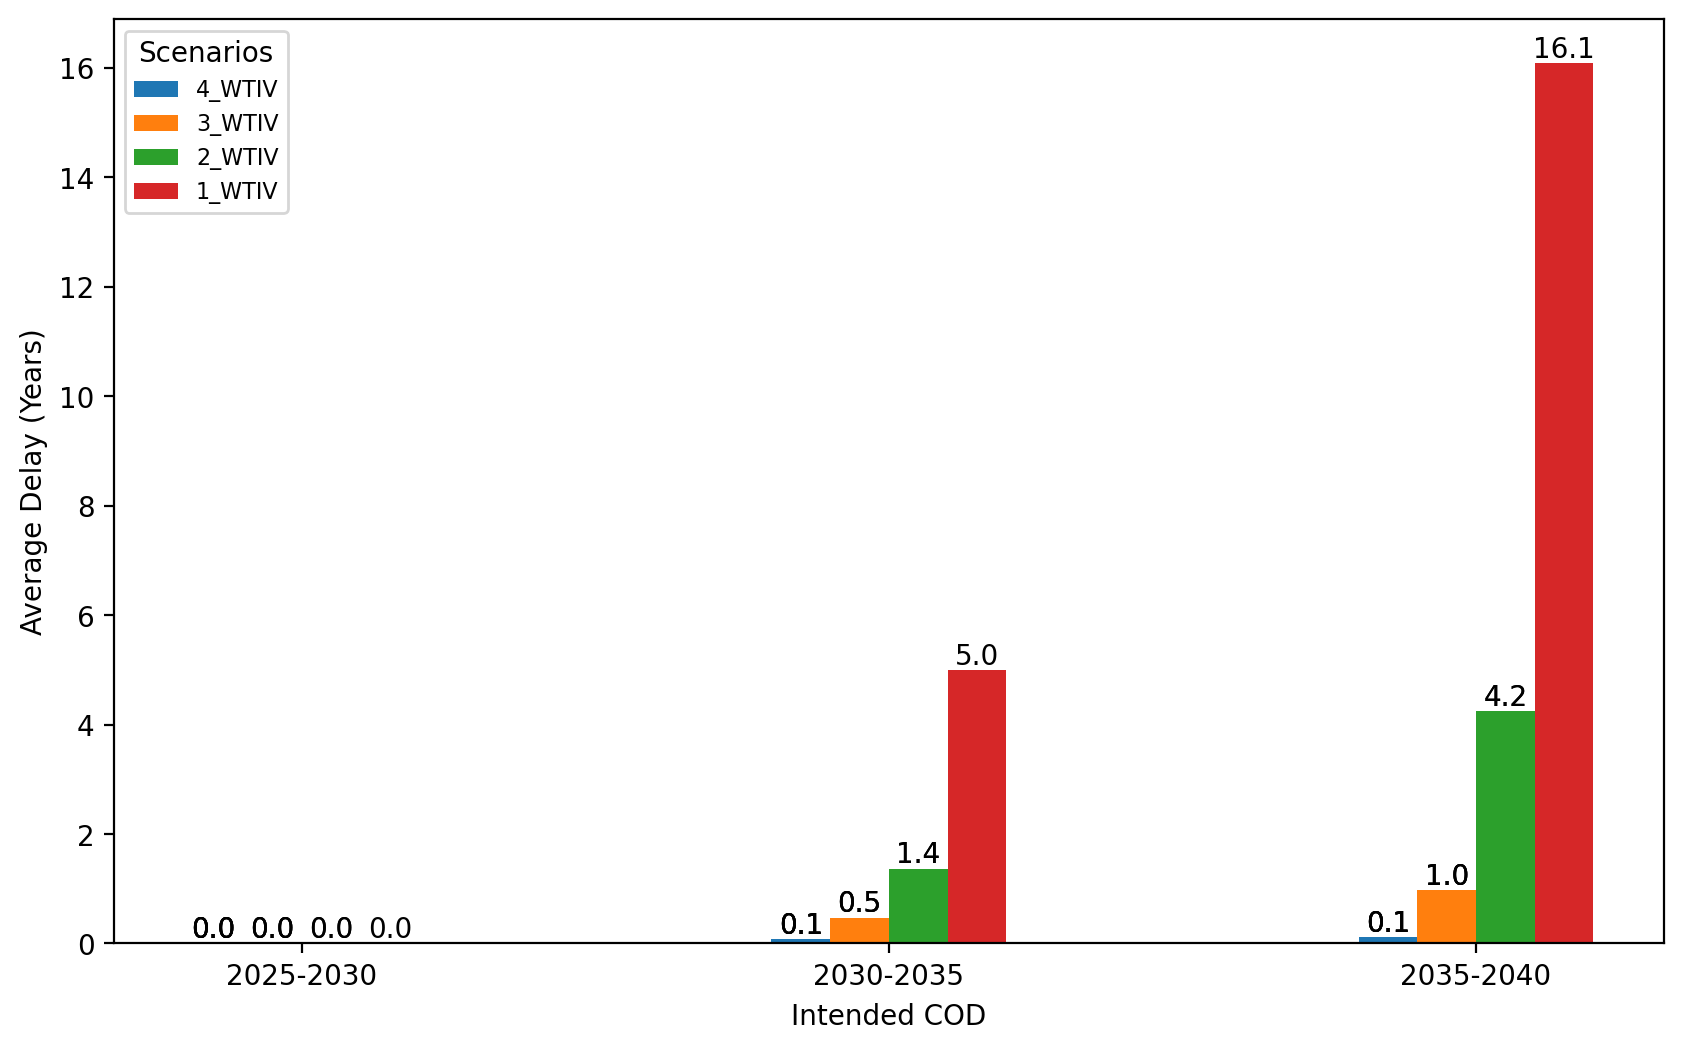 Scenarios
4_WTIV
3_WTIV
2_WTIV
1_WTIV
Average Delay (Years)
16
14
12
10
8
6
4
2
0
0.0 0.0 0.0 0.0
0.1 0.5 1.4 5.0
0.1 1.0 4.2 16.1
2025-2030 2030-2035 2035-2040
Intended COD